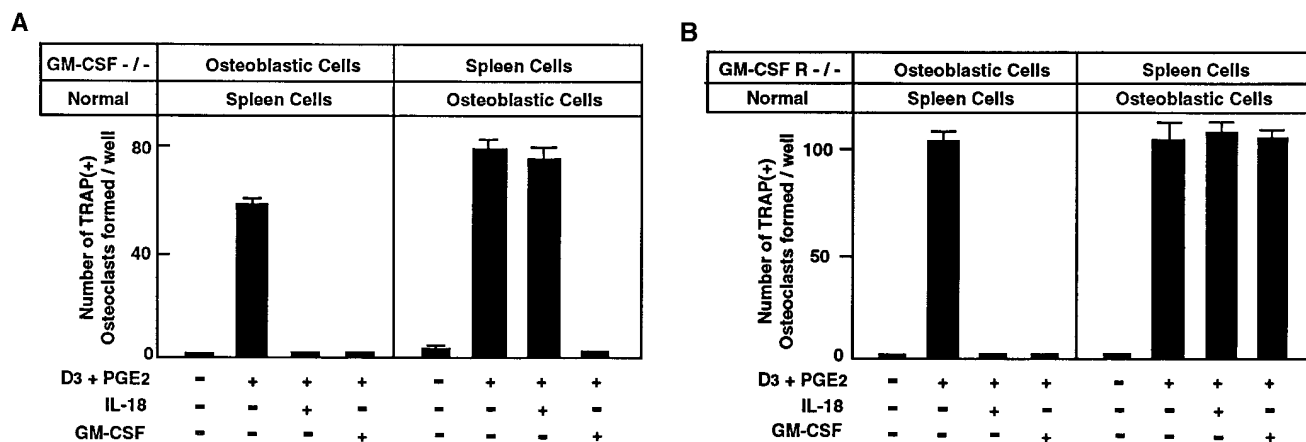 A
GM-CSF - / - Osteoblastic Cells Spleen Cells
Normal Spleen Cells Osteoblastic Cells
Number of TRAP(+)
Osteoclasts formed / well
80
40
0
D3 + PGE2 - + + + - + + +
IL-18 - - + - - - + -
GM-CSF - - - + - - - +
B
GM-CSF R - / - Osteoblastic Cells Spleen Cells
Normal Spleen Cells Osteoblastic Cells
Number of TRAP(+)
Osteoclasts formed / well
100
50
0
D3 + PGE2 - + + + - + + +
IL-18 - - + - - - + -
GM-CSF - - - + - - - +